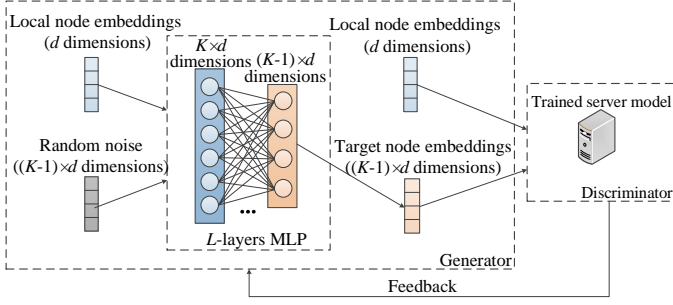 Local node embeddings
(d dimensions)
Random noise
((K-1)×d dimensions)
K×d
dimensions
(K-1)×d
dimensions
...
L-layers MLP
Local node embeddings
(d dimensions)
Target node embeddings
((K-1)×d dimensions)
Generator
Trained server model
Discriminator
Feedback